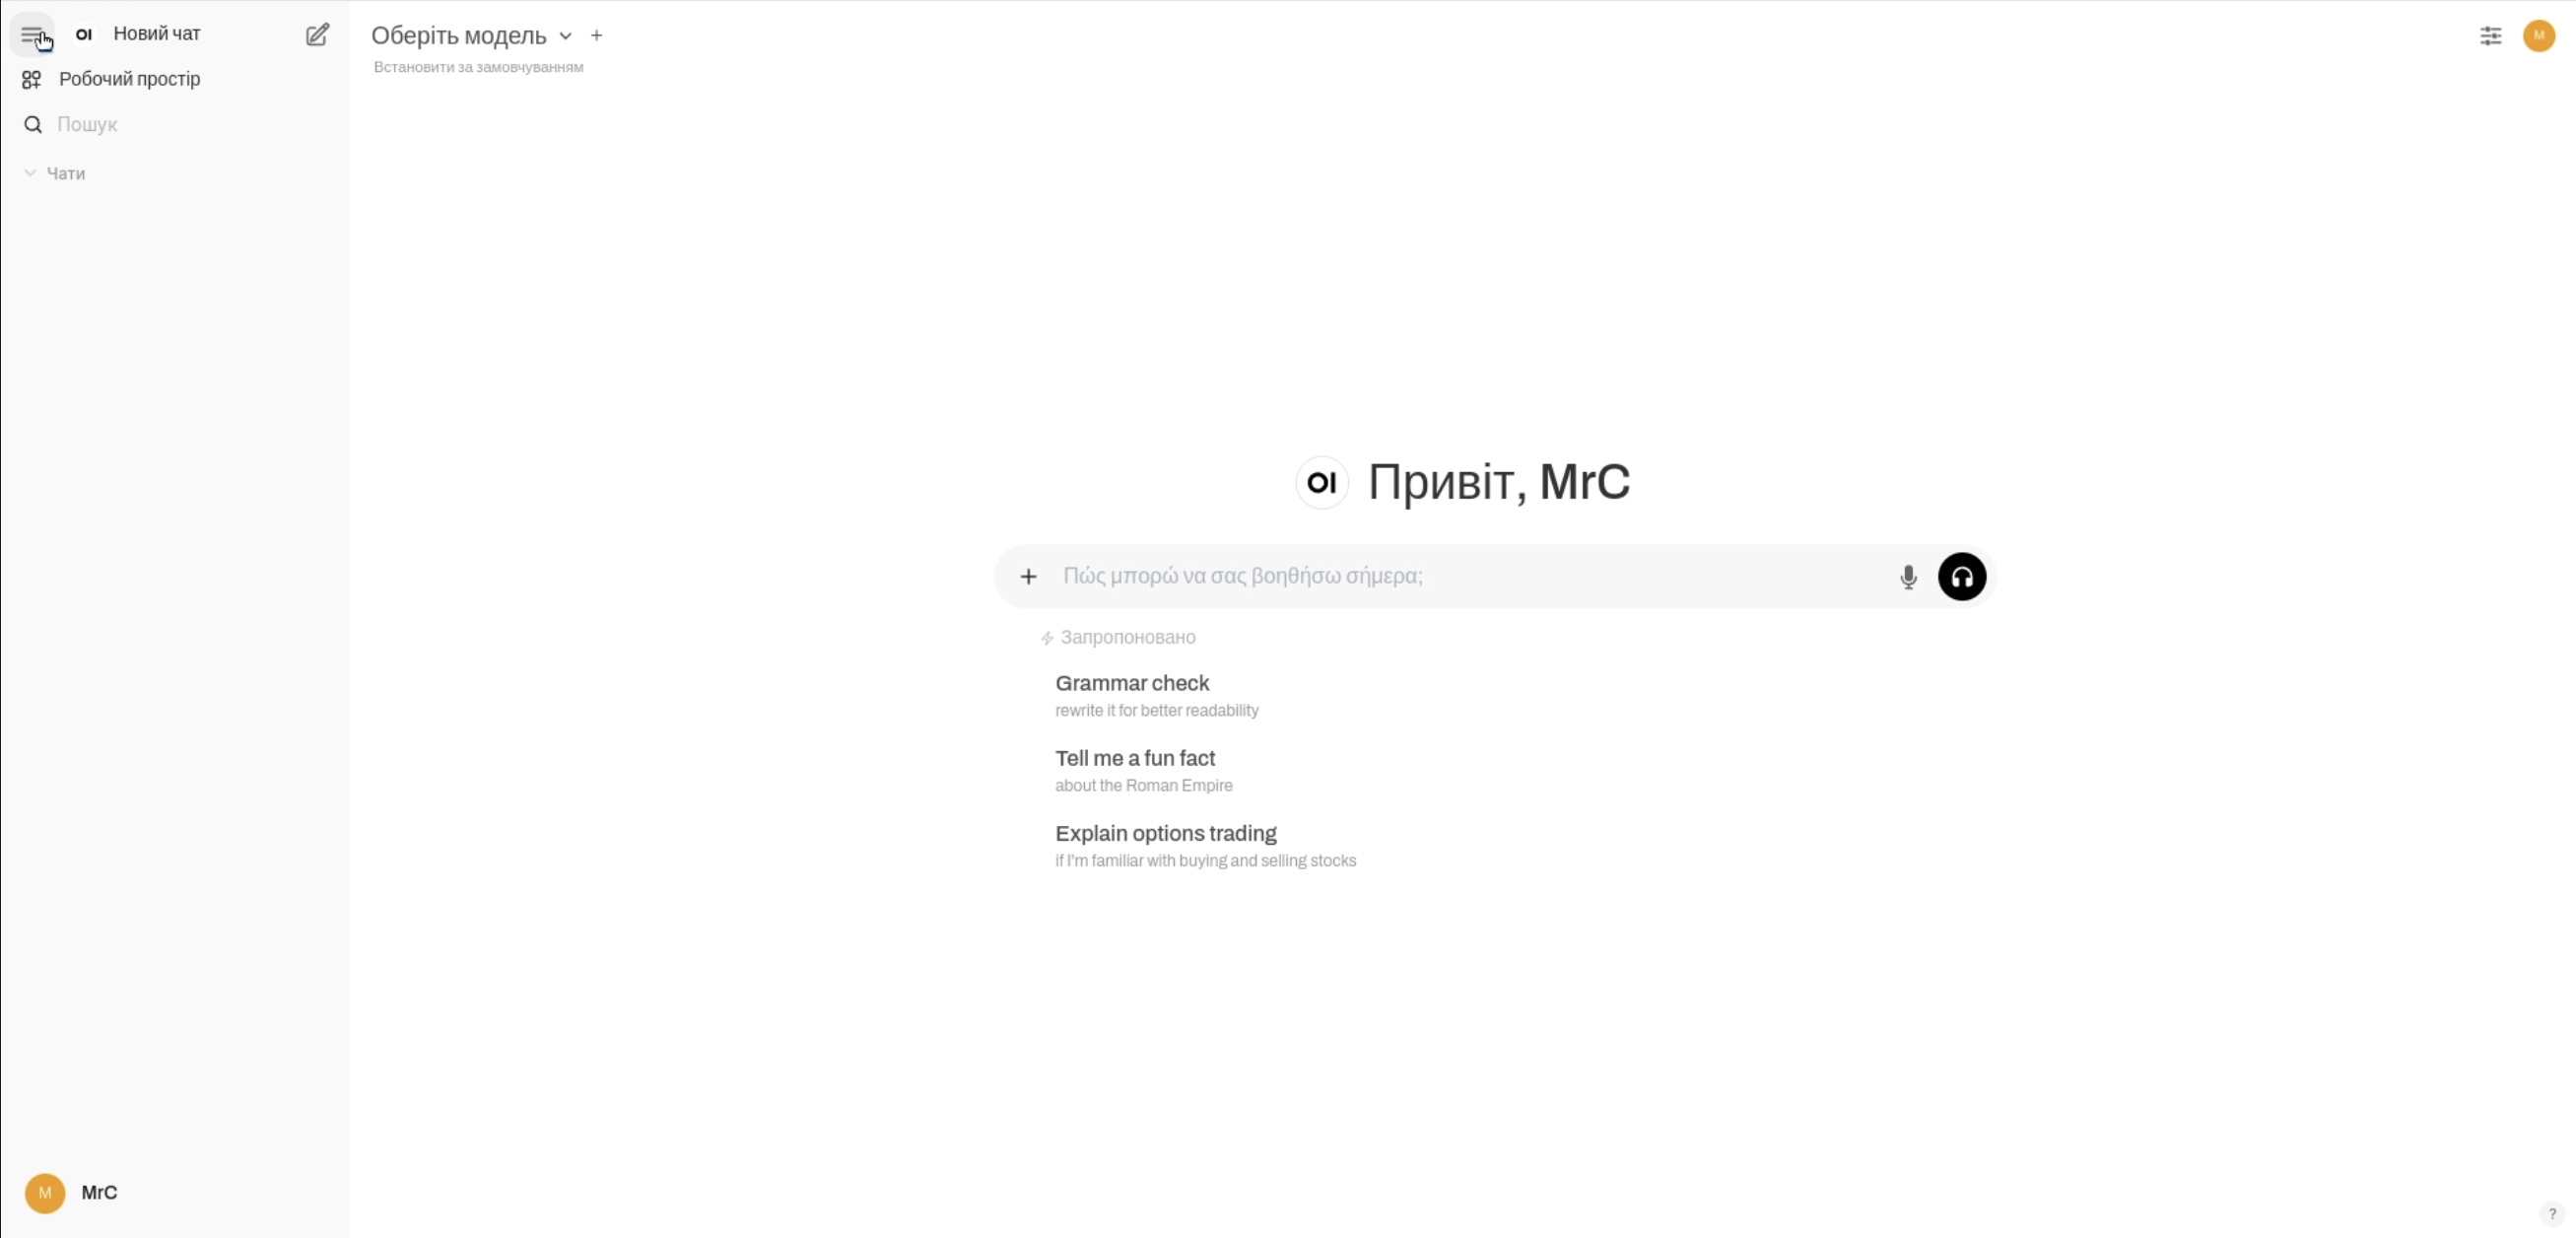 OI Новий чат
Робочий простір
Пошук
Чати
Оберіть модель
Встановити за замовчуванням
M
OI Привіт, MrC
Πώς μπορώ να σας βοηθήσω σήμερα;
Запропоновано
Grammar check
rewrite it for better readability
Tell me a fun fact
about the Roman Empire
Explain options trading
if I'm familiar with buying and selling stocks
M MrC
?